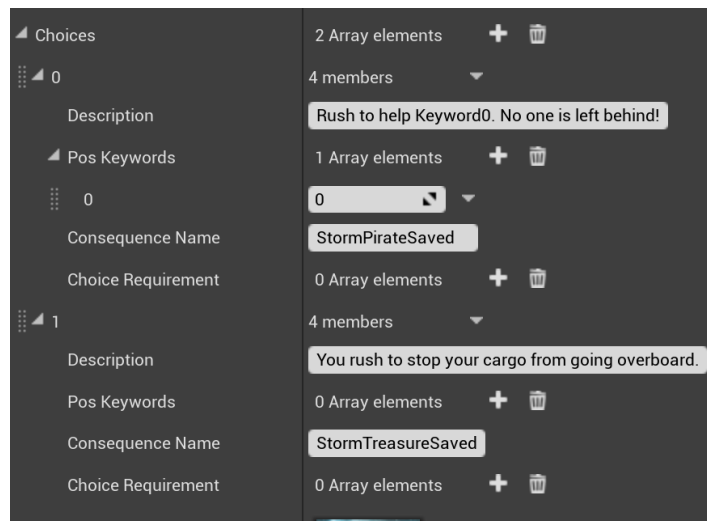 Choices 2 Array elements
0 4 members
Description Rush to help Keyword0. No one is left behind!
Pos Keywords 1 Array elements
0 0
Consequence Name StormPirateSaved
Choice Requirement 0 Array elements
1 4 members
Description You rush to stop your cargo from going overboard.
Pos Keywords 0 Array elements
Consequence Name StormTreasureSaved
Choice Requirement 0 Array elements